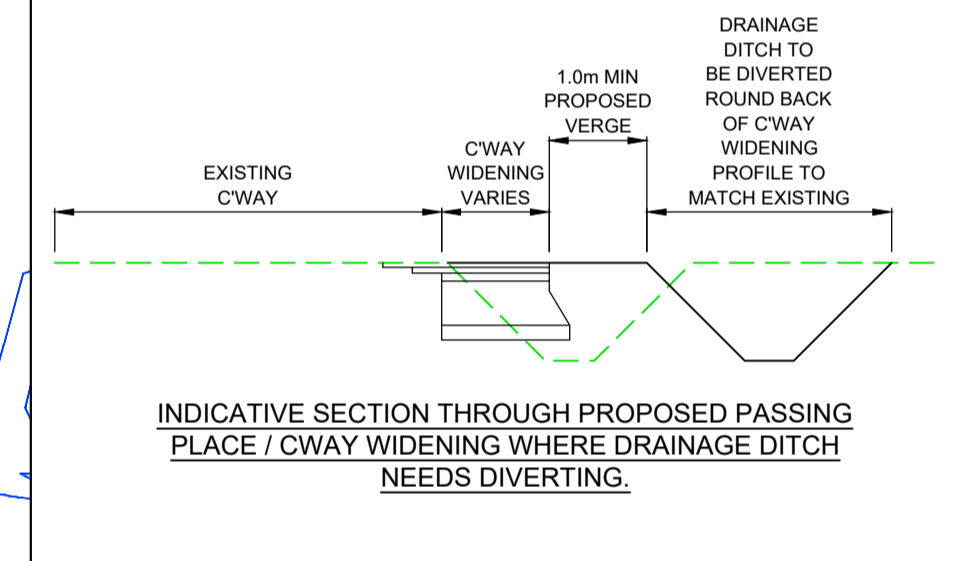 EXISTING
C'WAY
C'WAY
WIDENING
VARIES
1.0m MIN
PROPOSED
VERGE
DRAINAGE
DITCH TO
BE DIVERTED
ROUND BACK
OF C'WAY
WIDENING
PROFILE TO
MATCH EXISTING
INDICATIVE SECTION THROUGH PROPOSED PASSING
PLACE / CWAY WIDENING WHERE DRAINAGE DITCH
NEEDS DIVERTING.